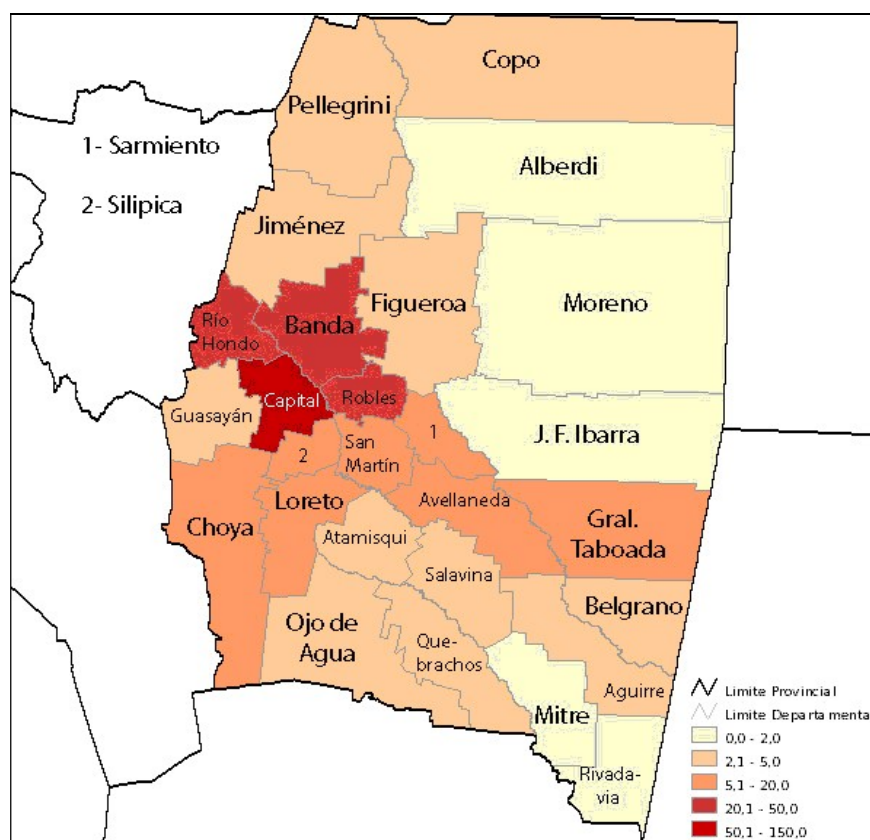 Copo
Pellegrini
1- Sarmiento
Alberdi
2- Silipica
Jiménez
Figueroa
Moreno
Río
Hondo
Banda
Capital
Robles
Guasayán
J. F. Ibarra
1
San
Martín
2
Loreto
Avellaneda
Choya
Gral.
Taboada
Atamisqui
Salavina
Belgrano
Ojo de
Agua
Que-
brachos
Aguirre
Mitre
Rivada-
via
Limite Provincial
Limite Departamenta
0,0 - 2,0
2,1 - 5,0
5,1 - 20,0
20,1 - 50,0
50,1 - 150,0